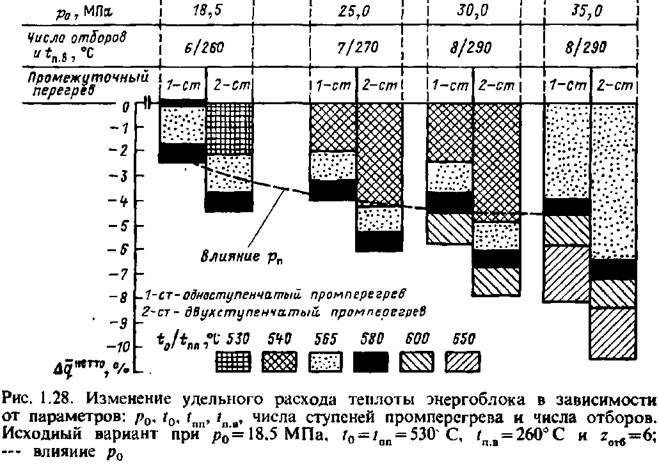 p₀, МПа 18,5 25,0 30,0 35,0
Число отборов
и tп.в, °С 6/260 7/270 8/290 8/290
Промежуточный
перегрев 1-ст 2-ст 1-ст 2-ст 1-ст 2-ст 1-ст 2-ст
0
-1
-2
-3
-4
-5
-6
-7
-8
-9
-10
Влияние pп
1-ст-одноступенчатый промперегрев
2-ст-двухступенчатый промперегрев
t₀/tпп, °С 530 540 565 580 600 650
Δq̄ нетто, %
Рис. 1.28. Изменение удельного расхода теплоты энергоблока в зависимости
от параметров: p₀, t₀, tпп, tп.в, числа ступеней промперегрева и числа отборов.
Исходный вариант при p₀=18,5 МПа, t₀=tпп=530° С, tп.в=260° С и zотб=6;
--- влияние p₀